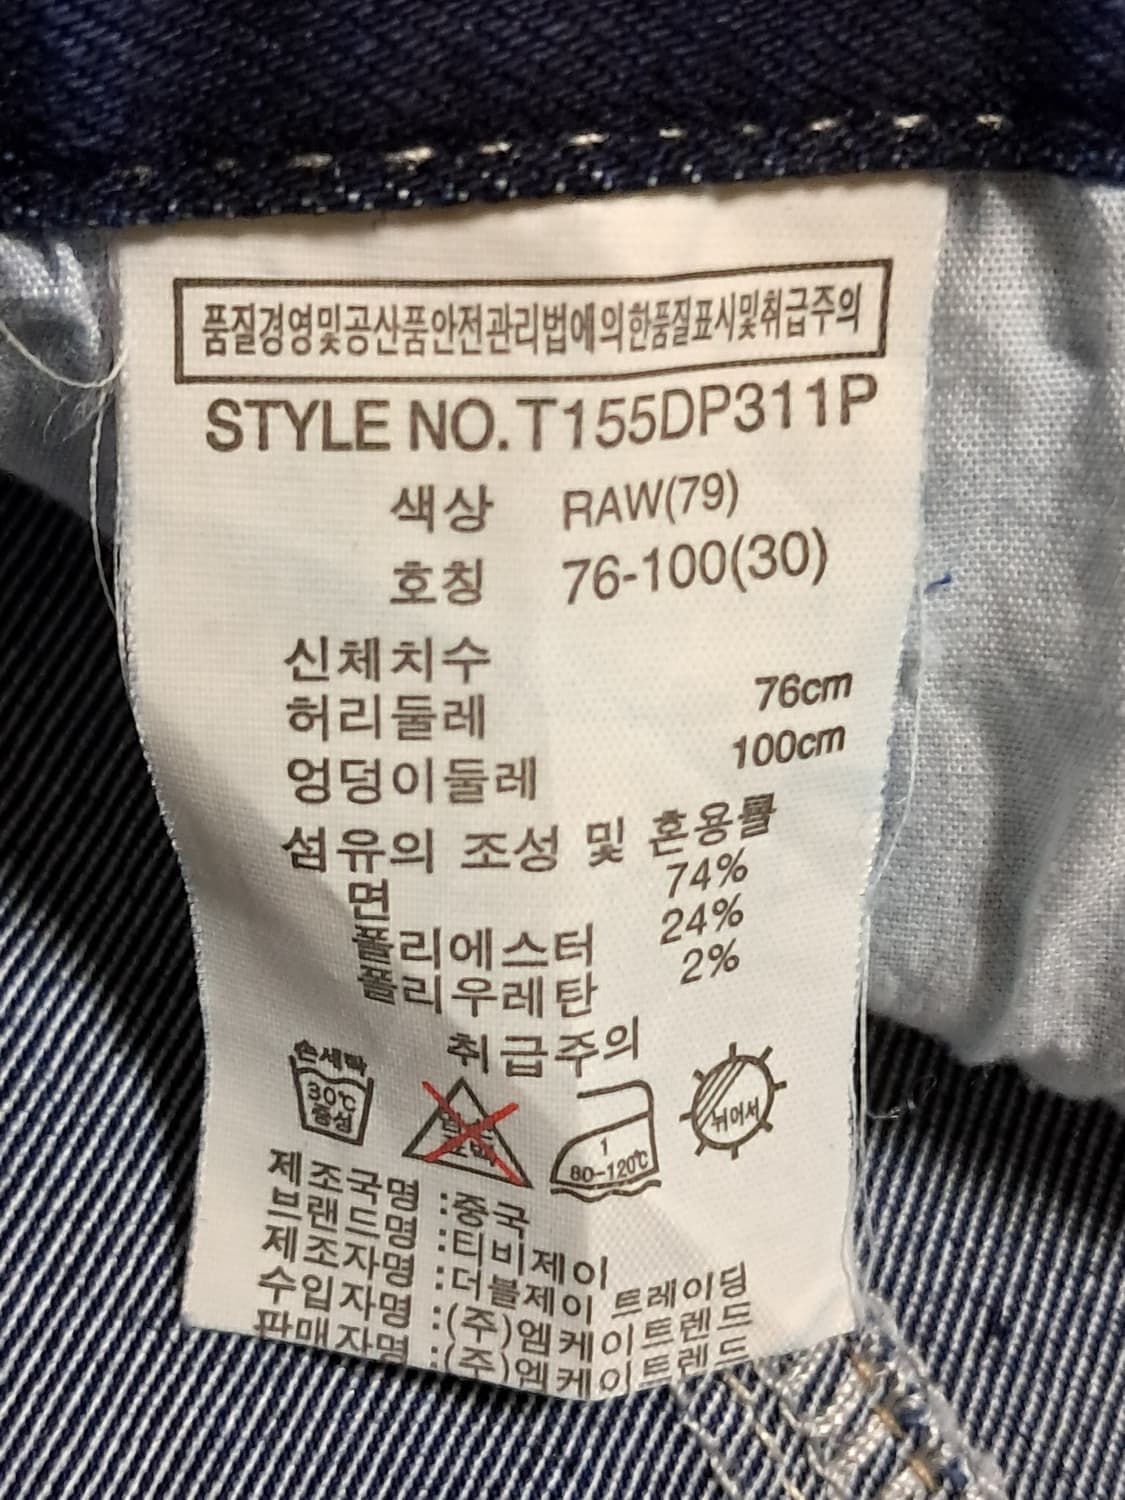 품질경영및공산품안전관리법에의한품질표시및취급주의
STYLE NO.T155DP311P
색상 RAW(79)
호칭 76-100(30)
신체치수
허리둘레 76cm
엉덩이둘레 100cm
섬유의 조성 및 혼용률
면 74%
폴리에스터 24%
폴리우레탄 2%
취급주의
손세탁
30℃
중성
1
80-120℃
뉘어서
제조국명 :중국
브랜드명 :티비제이
제조자명 :더블제이 트레이딩
수입자명 :(주)엠케이트렌드
판매자명 :(주)엠케이트렌드